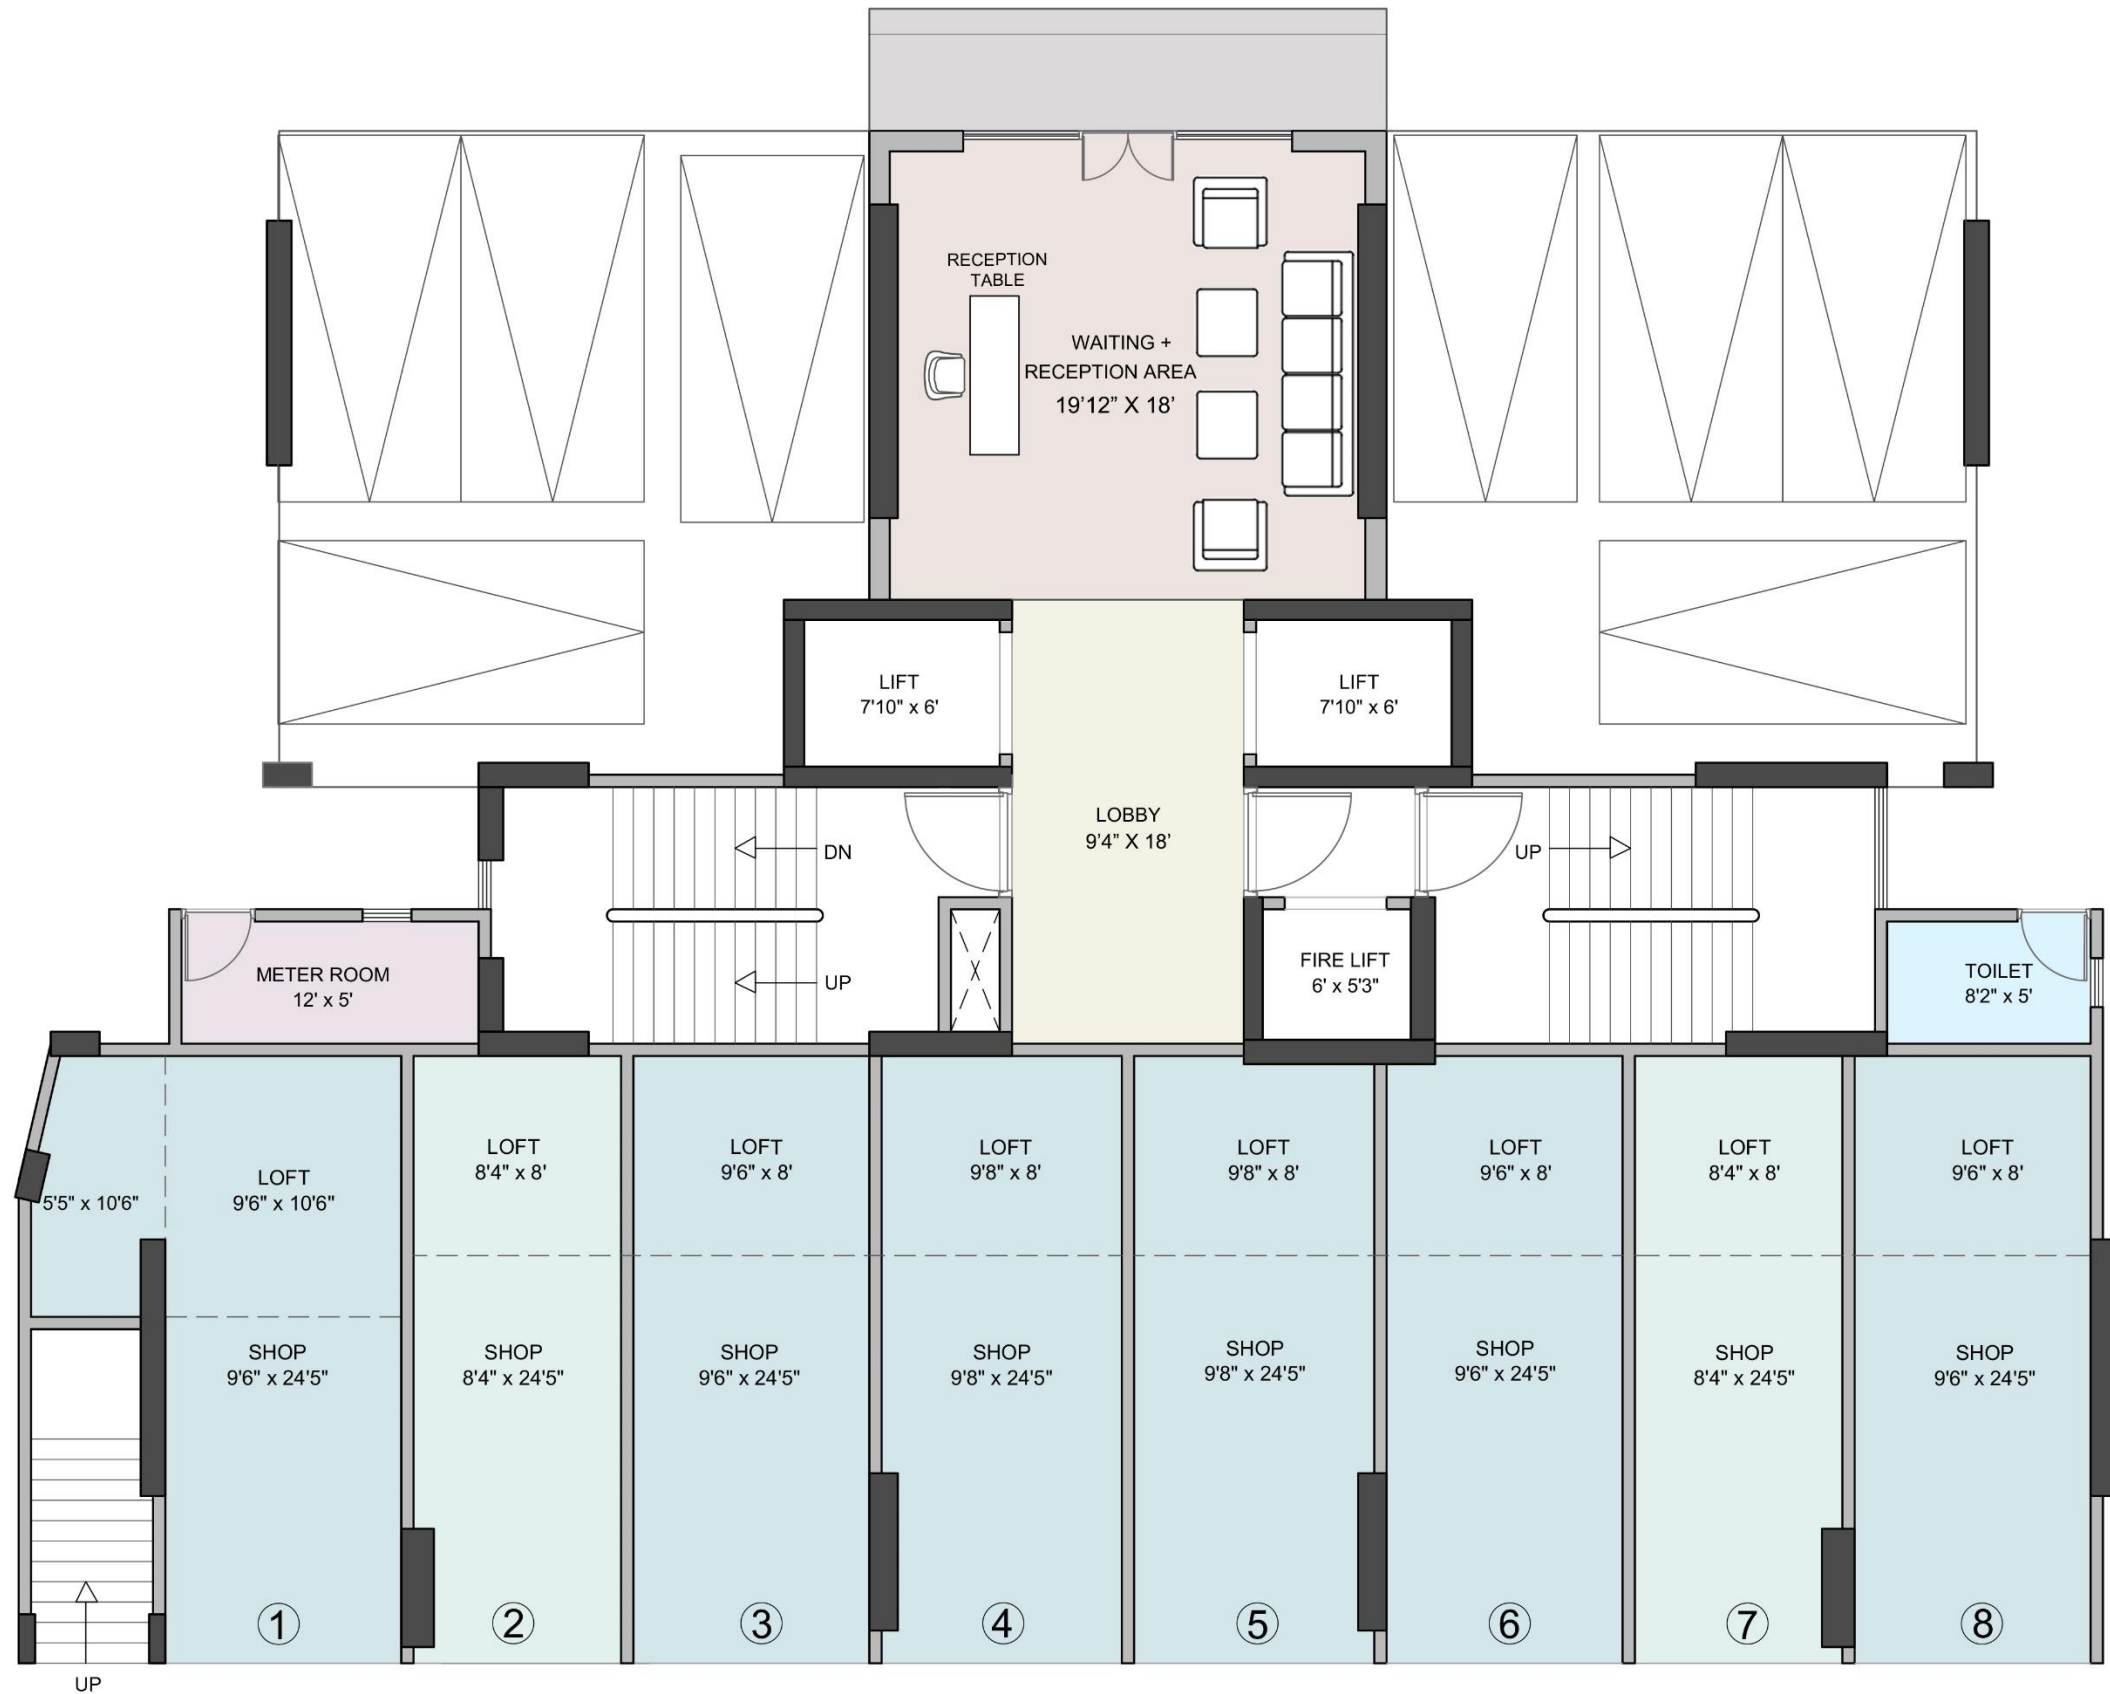 RECEPTION
TABLE
WAITING +
RECEPTION AREA
19’12” X 18’
LIFT
7'10" x 6'
LIFT
7'10" x 6'
LOBBY
9’4” X 18’
DN
UP
UP
METER ROOM
12' x 5'
FIRE LIFT
6' x 5'3"
TOILET
8'2" x 5'
5'5" x 10'6"
LOFT
9'6" x 10'6"
LOFT
8'4" x 8'
LOFT
9'6" x 8'
LOFT
9'8" x 8'
LOFT
9'8" x 8'
LOFT
9'6" x 8'
LOFT
8'4" x 8'
LOFT
9'6" x 8'
SHOP
9'6" x 24'5"
SHOP
8'4" x 24'5"
SHOP
9'6" x 24'5"
SHOP
9'8" x 24'5"
SHOP
9'8" x 24'5"
SHOP
9'6" x 24'5"
SHOP
8'4" x 24'5"
SHOP
9'6" x 24'5"
1
2
3
4
5
6
7
8
UP